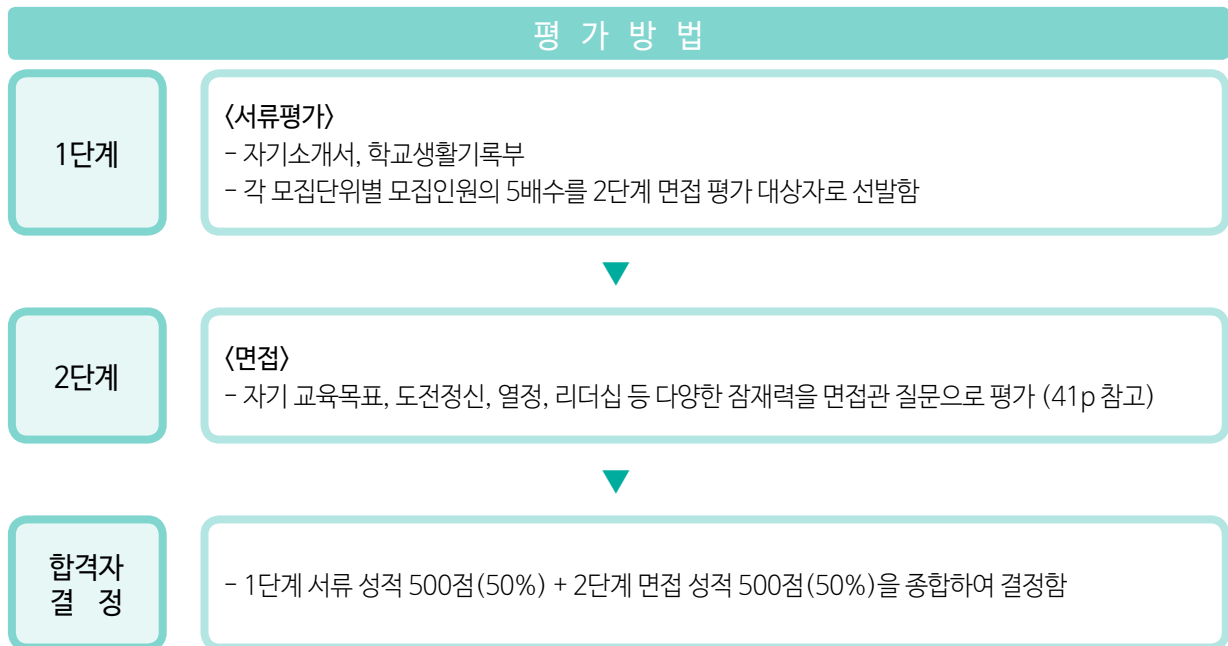 평 가 방 법
1단계
〈서류평가〉
- 자기소개서, 학교생활기록부
- 각 모집단위별 모집인원의 5배수를 2단계 면접 평가 대상자로 선발함
2단계
〈면접〉
- 자기 교육목표, 도전정신, 열정, 리더십 등 다양한 잠재력을 면접관 질문으로 평가 (41p 참고)
합격자
결 정
- 1단계 서류 성적 500점(50%) + 2단계 면접 성적 500점(50%)을 종합하여 결정함